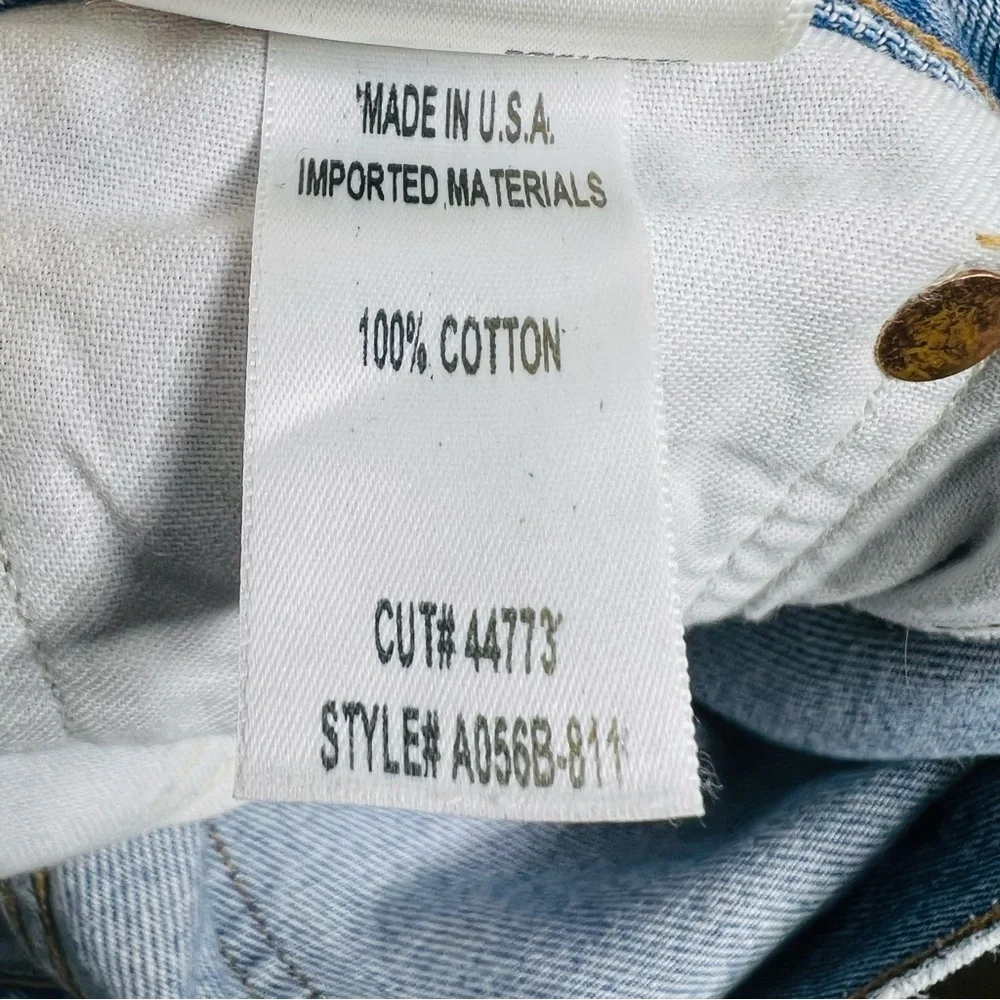 MADE IN U.S.A.
IMPORTED MATERIALS
100% COTTON
CUT# 44773
STYLE# A056B-811